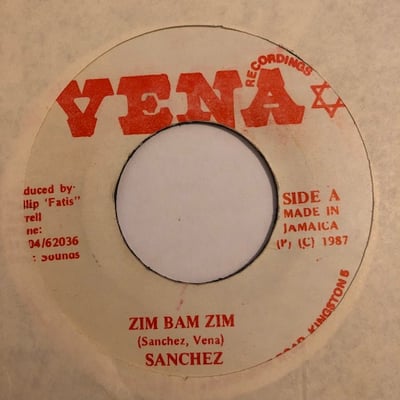 VENA
RECORDINGS
duced by·
llip 'Fatis"
rrell
ne:
04/62036
: Sounds
SIDE A
MADE IN
JAMAICA
(P) (C) 1987
ZIM BAM ZIM
(Sanchez, Vena)
SANCHEZ
ROAD, KINGSTON 5